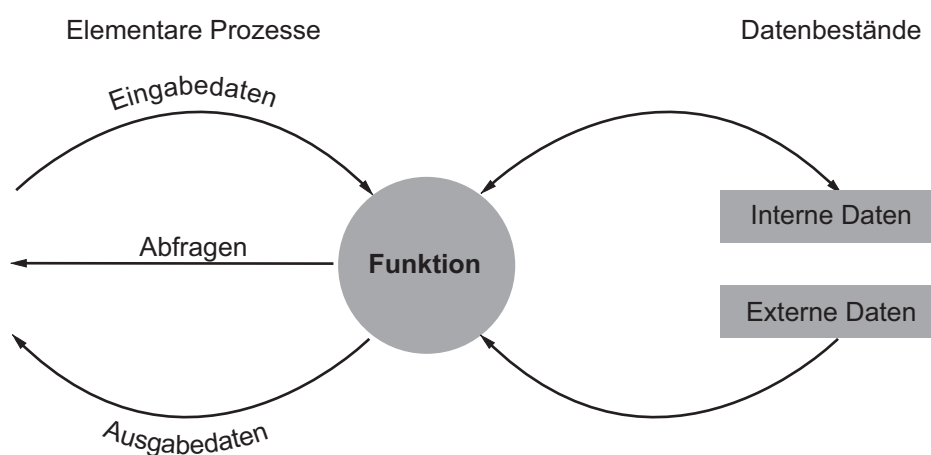 Elementare Prozesse
Datenbestände
Eingabedaten
Abfragen
Funktion
Interne Daten
Externe Daten
Ausgabedaten